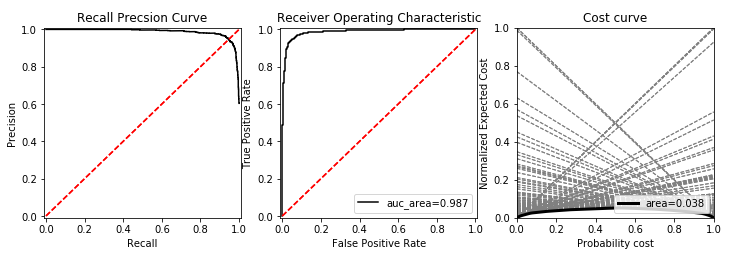 Recall Precsion Curve
1.0
0.8
0.6
0.4
0.2
0.0
Precision
0.0 0.2 0.4 0.6 0.8 1.0
Recall
Receiver Operating Characteristic
1.0
0.8
0.6
0.4
0.2
0.0
True Positive Rate
auc_area=0.987
0.0 0.2 0.4 0.6 0.8 1.0
False Positive Rate
Cost curve
1.0
0.8
0.6
0.4
0.2
0.0
Normalized Expected Cost
area=0.038
0.0 0.2 0.4 0.6 0.8 1.0
Probability cost